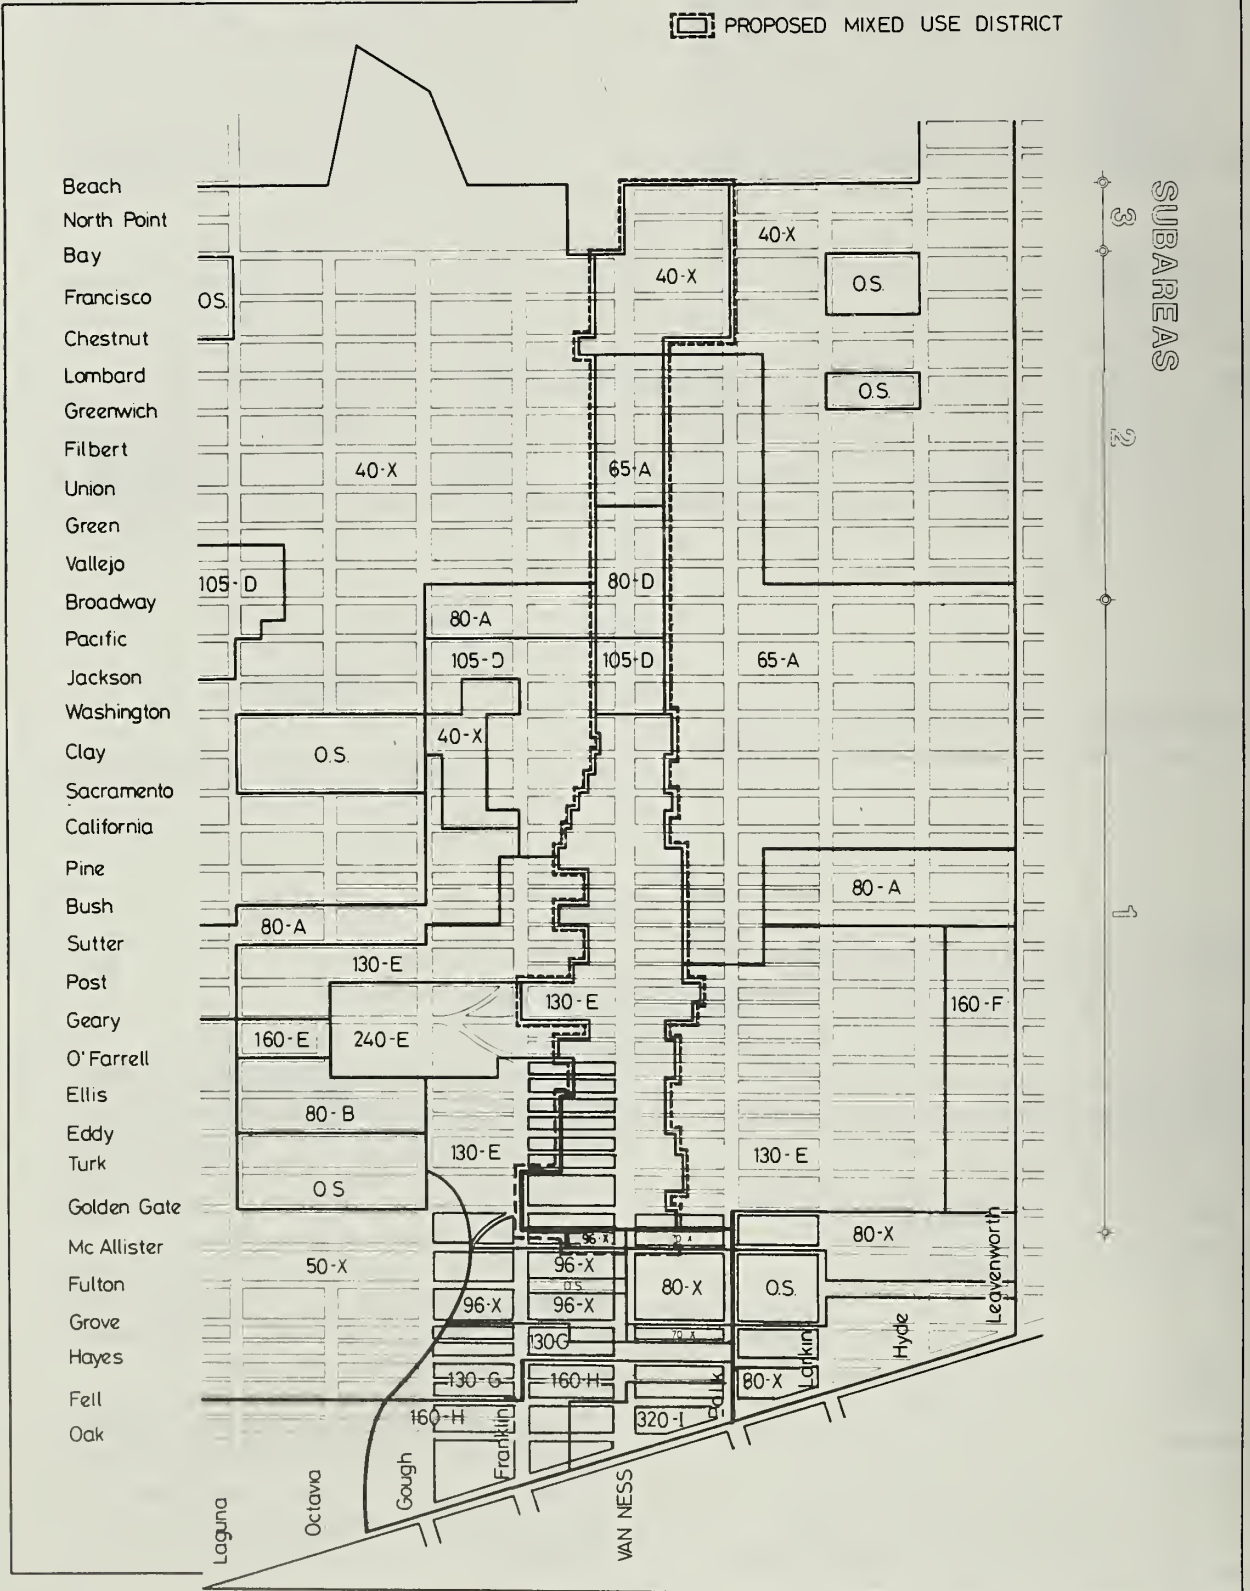 PROPOSED MIXED USE DISTRICT
SUBAREAS
3
2
1
Beach
North Point
Bay
Francisco
Chestnut
Lombard
Greenwich
Filbert
Union
Green
Vallejo
Broadway
Pacific
Jackson
Washington
Clay
Sacramento
California
Pine
Bush
Sutter
Post
Geary
O'Farrell
Ellis
Eddy
Turk
Golden Gate
Mc Allister
Fulton
Grove
Hayes
Fell
Oak
40-X
40-X
O.S.
O.S.
O.S.
40-X
65-A
105-D
80-D
80-A
105-D
105-D
65-A
40-X
O.S.
80-A
80-A
130-E
130-E
160-F
160-E
240-E
80-B
130-E
130-E
O S
80-X
96-X
70-X
50-X
96-X
O.S.
80-X
O.S.
96-X
96-X
130G
70-X
130-G
160-H
80-X
160-H
320-I
Laguna
Octavia
Gough
Franklin
VAN NESS
Polk
Larkin
Hyde
Leavenworth